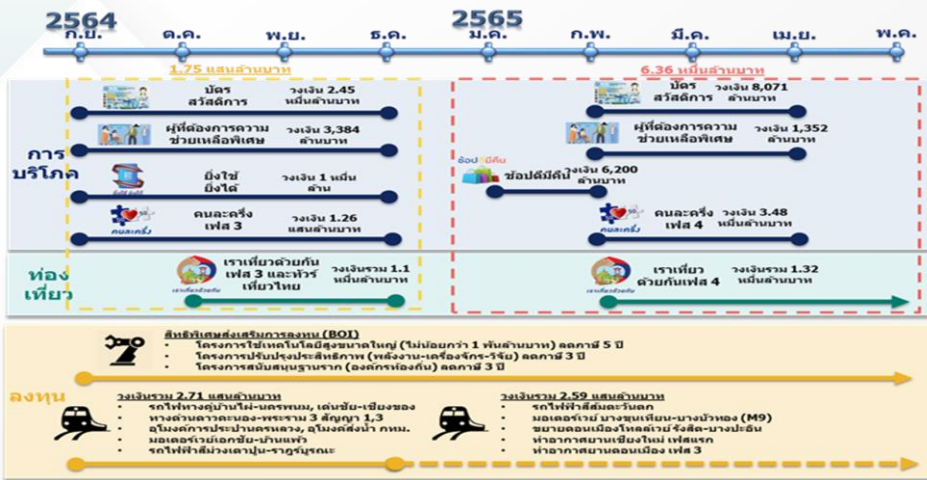 2564
2565
ก.ย.
ต.ค.
พ.ย.
ธ.ค.
ม.ค.
ก.พ.
มี.ค.
เม.ย.
พ.ค.
1.75 แสนล้านบาท
6.36 หมื่นล้านบาท
การ
บริโภค
บัตร
สวัสดิการ
วงเงิน 2.45
หมื่นล้านบาท
ผู้ที่ต้องการความ
ช่วยเหลือพิเศษ
วงเงิน 3,384
ล้านบาท
ยิ่งใช้
ยิ่งได้
วงเงิน 1 หมื่น
ล้าน
คนละครึ่ง
คนละครึ่ง
เฟส 3
วงเงิน 1.26
แสนล้านบาท
บัตร
สวัสดิการ
วงเงิน 8,071
ล้านบาท
ผู้ที่ต้องการความ
ช่วยเหลือพิเศษ
วงเงิน 1,352
ล้านบาท
ช้อปดีมีคืน
ช้อปดีมีคืน
วงเงิน 6,200
ล้านบาท
คนละครึ่ง
คนละครึ่ง
เฟส 4
วงเงิน 3.48
หมื่นล้านบาท
ท่อง
เที่ยว
เราเที่ยวด้วยกัน
เราเที่ยวด้วยกัน
เฟส 3 และทัวร์
เที่ยวไทย
วงเงินรวม 1.1
หมื่นล้านบาท
เราเที่ยวด้วยกัน
เราเที่ยว
ด้วยกันเฟส 4
วงเงินรวม 1.32
หมื่นล้านบาท
ลงทุน
สิทธิพิเศษส่งเสริมการลงทุน (BOI)
• โครงการใช้เทคโนโลยีสูงขนาดใหญ่ (ไม่น้อยกว่า 1 พันล้านบาท) ลดภาษี 5 ปี
• โครงการปรับปรุงประสิทธิภาพ (พลังงาน-เครื่องจักร-วิจัย) ลดภาษี 3 ปี
• โครงการสนับสนุนฐานราก (องค์กรท้องถิ่น) ลดภาษี 3 ปี
วงเงินรวม 2.71 แสนล้านบาท
• รถไฟทางคู่บ้านไผ่-นครพนม, เด่นชัย-เชียงของ
• ทางด่วนดาวคะนอง-พระราม 3 สัญญา 1,3
• อุโมงค์การประปานครหลวง, อุโมงค์ส่งน้ำ กทม.
• มอเตอร์เวย์เอกชัย-บ้านแพ้ว
• รถไฟฟ้าสีม่วงเตาปูน-ราษฎร์บูรณะ
วงเงินรวม 2.59 แสนล้านบาท
• รถไฟฟ้าสีส้มตะวันตก
• มอเตอร์เวย์ บางขุนเทียน-บางบัวทอง (M9)
• ขยายดอนเมืองโทลล์เวย์ รังสิต-บางปะอิน
• ท่าอากาศยานเชียงใหม่ เฟสแรก
• ท่าอากาศยานดอนเมือง เฟส 3